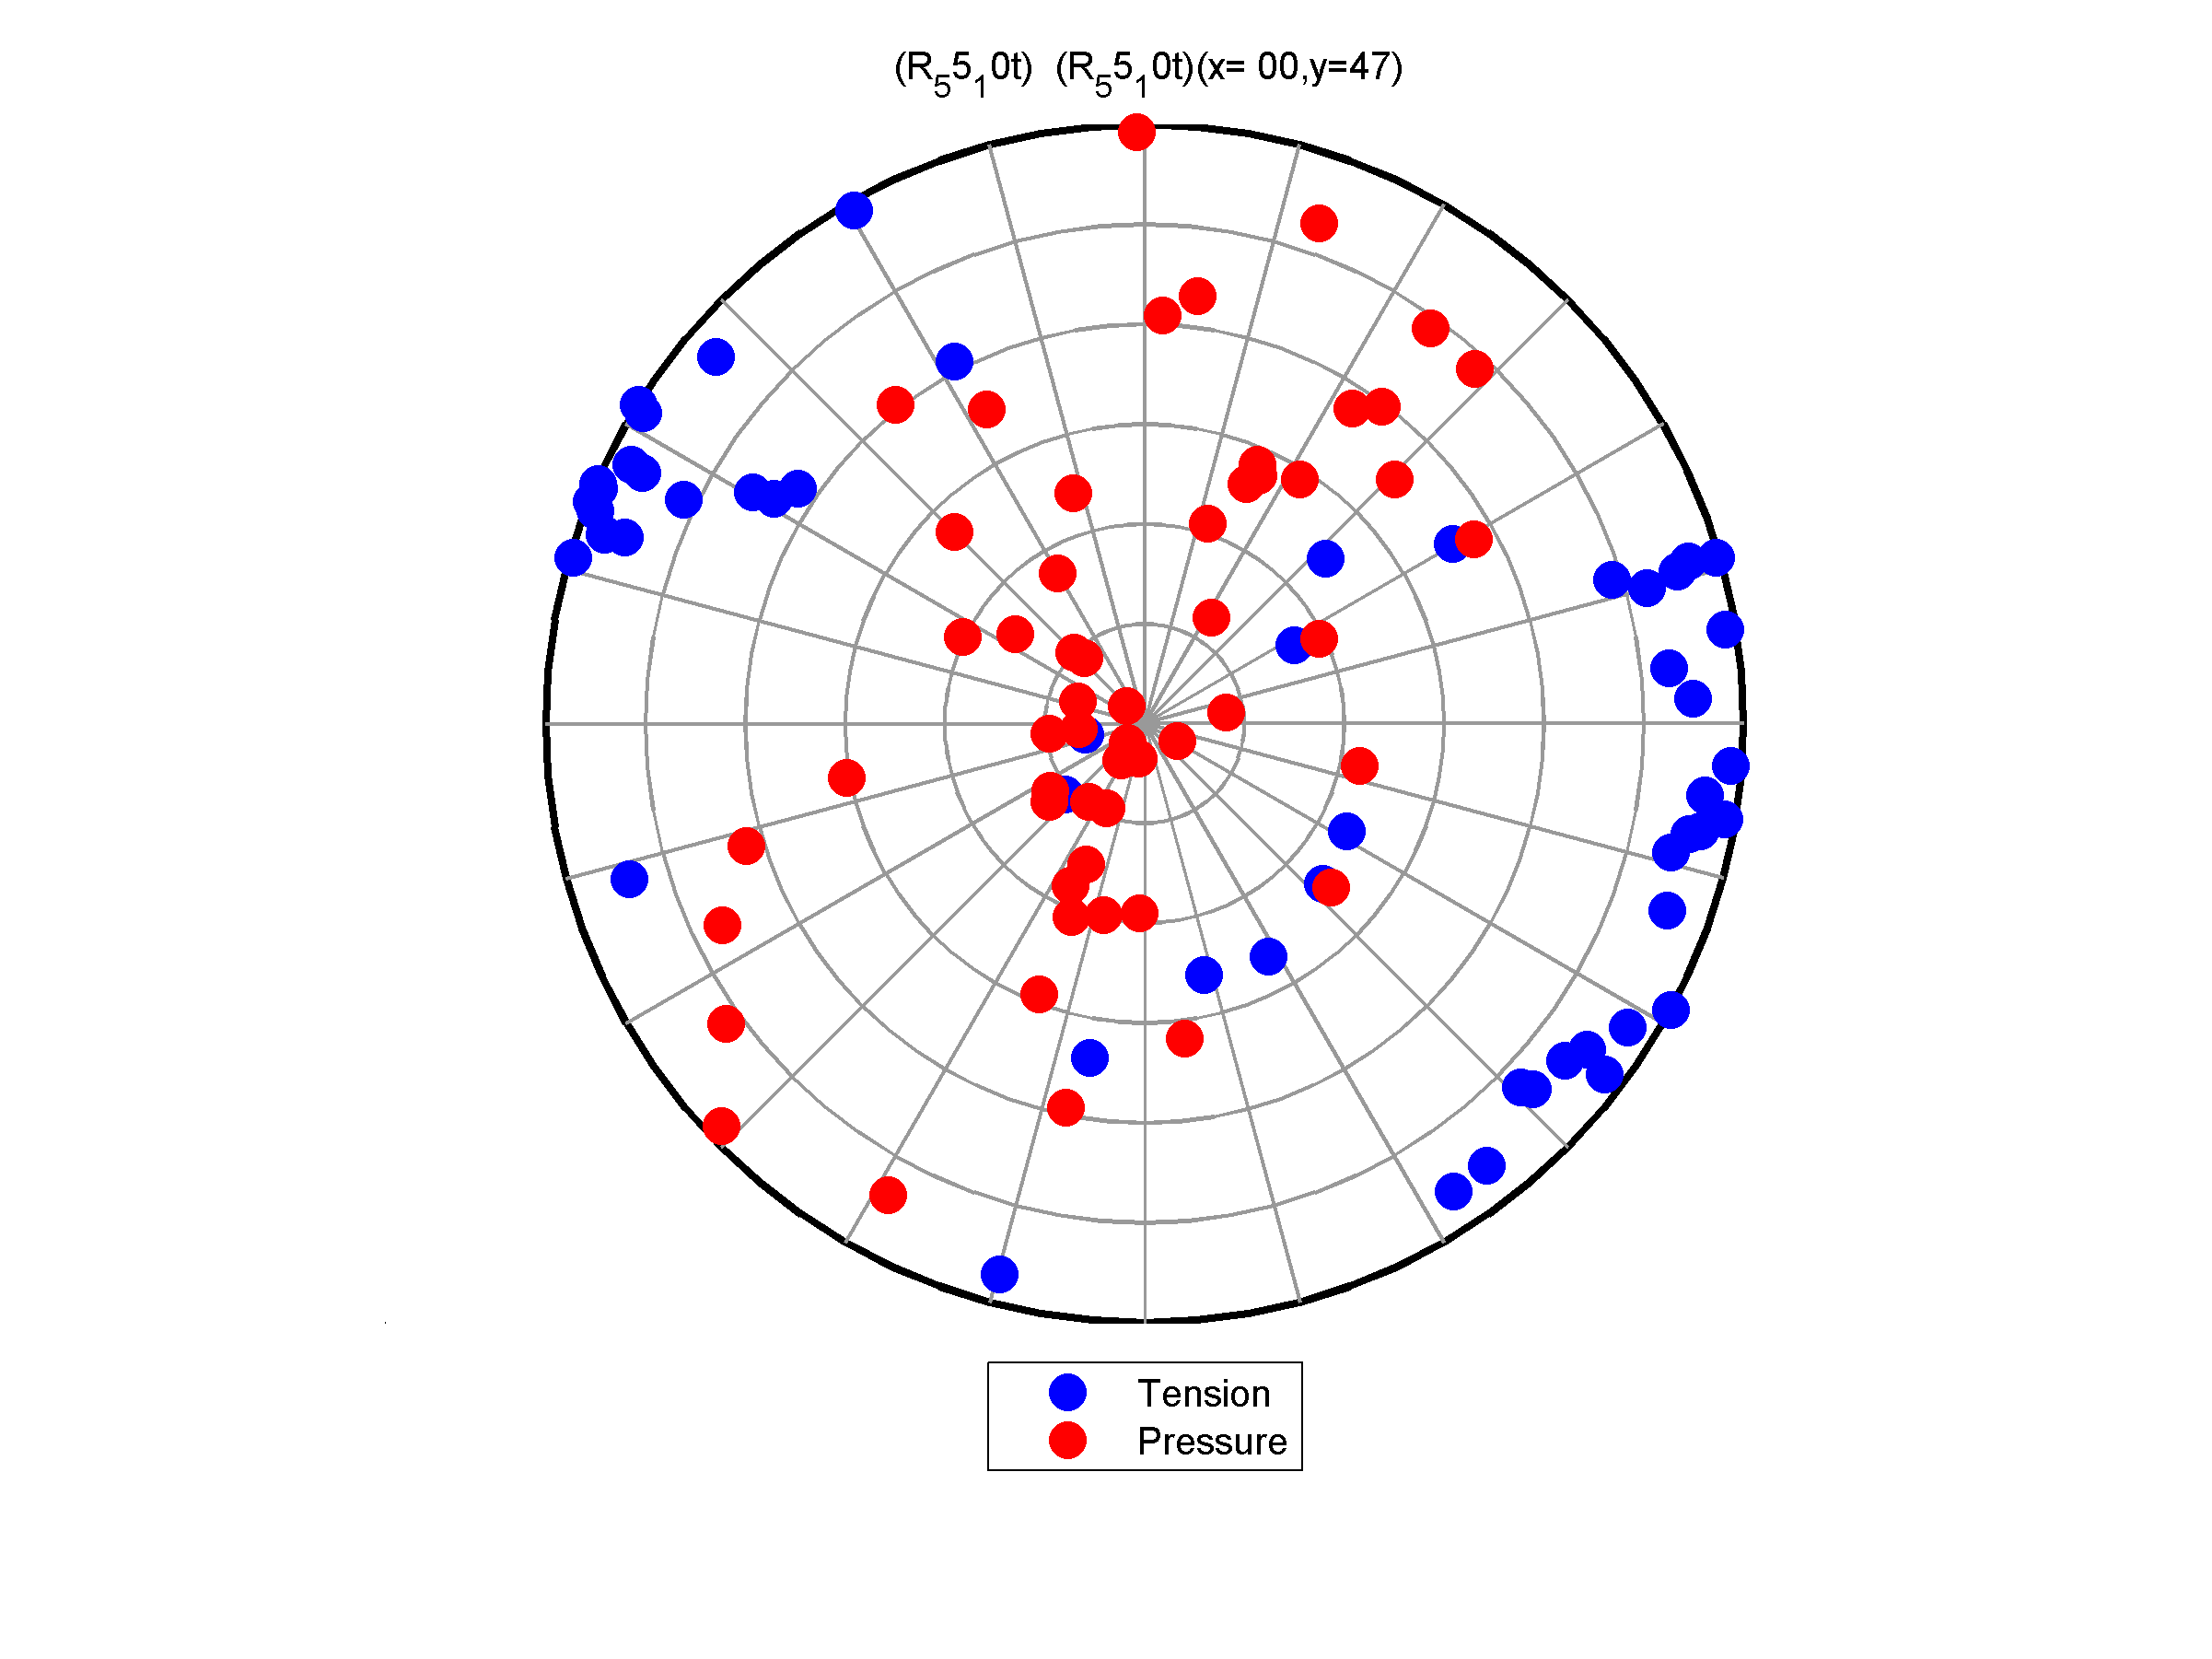 (R₅5₁0t) (R₅5₁0t)(x= 00,y=47)
Tension
Pressure